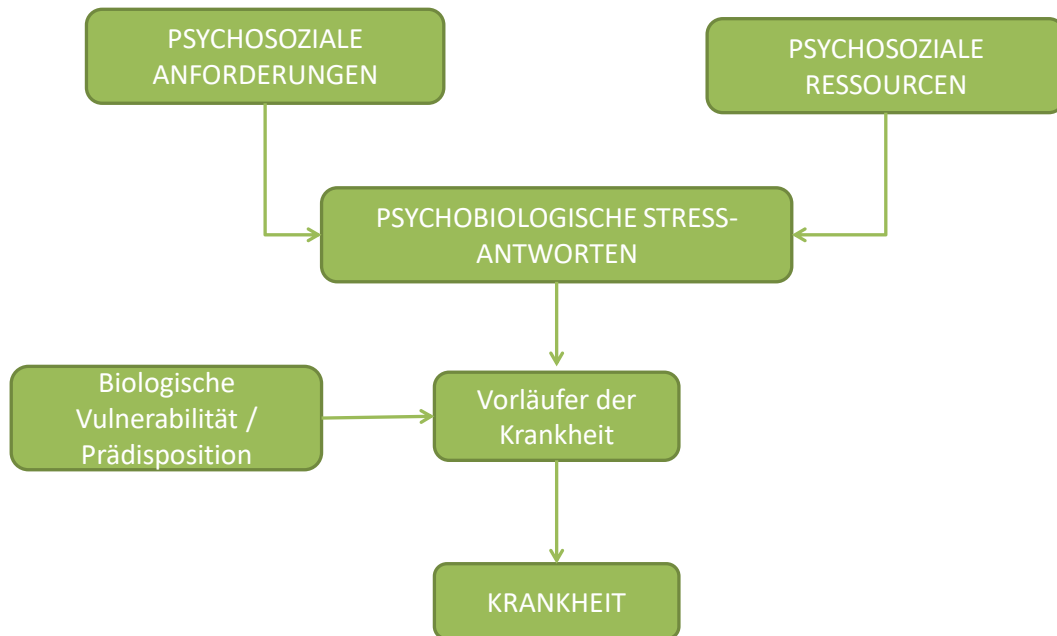 PSYCHOSOZIALE
ANFORDERUNGEN
PSYCHOSOZIALE
RESSOURCEN
PSYCHOBIOLOGISCHE STRESS-
ANTWORTEN
Biologische
Vulnerabilität /
Prädisposition
Vorläufer der
Krankheit
KRANKHEIT